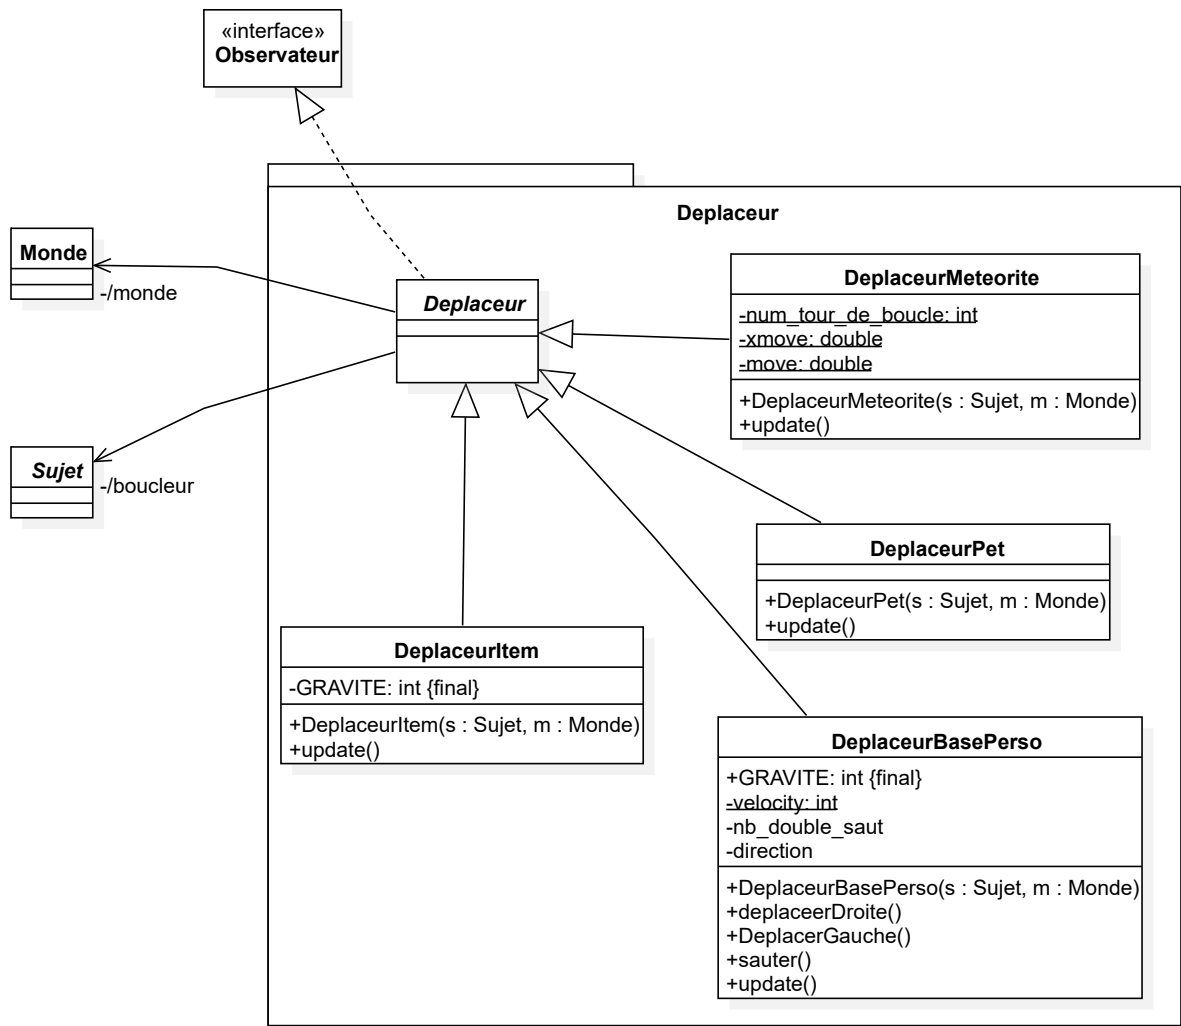 «interface»
Observateur
Deplaceur
Monde
-/monde
Deplaceur
Sujet
-/boucleur
DeplaceurMeteorite
-num_tour_de_boucle: int
-xmove: double
-move: double
+DeplaceurMeteorite(s : Sujet, m : Monde)
+update()
DeplaceurPet
+DeplaceurPet(s : Sujet, m : Monde)
+update()
DeplaceurItem
-GRAVITE: int {final}
+DeplaceurItem(s : Sujet, m : Monde)
+update()
DeplaceurBasePerso
+GRAVITE: int {final}
-velocity: int
-nb_double_saut
-direction
+DeplaceurBasePerso(s : Sujet, m : Monde)
+deplaceerDroite()
+DeplacerGauche()
+sauter()
+update()